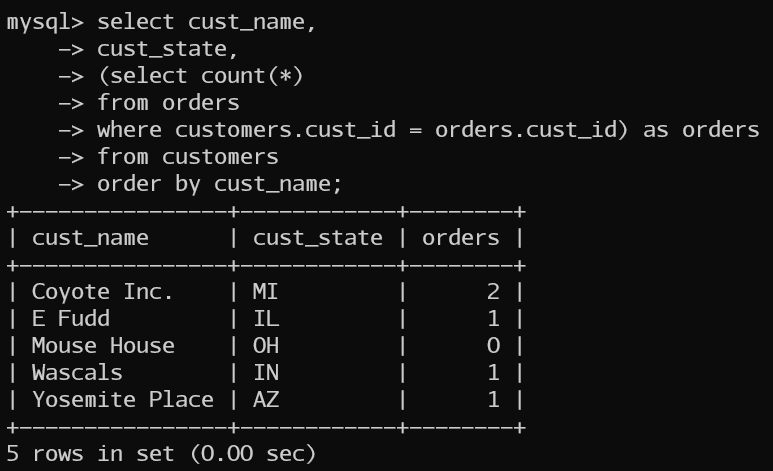 mysql> select cust_name,
    -> cust_state,
    -> (select count(*)
    -> from orders
    -> where customers.cust_id = orders.cust_id) as orders
    -> from customers
    -> order by cust_name;
+----------------+------------+--------+
| cust_name      | cust_state | orders |
+----------------+------------+--------+
| Coyote Inc.    | MI         |      2 |
| E Fudd         | IL         |      1 |
| Mouse House    | OH         |      0 |
| Wascals        | IN         |      1 |
| Yosemite Place | AZ         |      1 |
+----------------+------------+--------+
5 rows in set (0.00 sec)